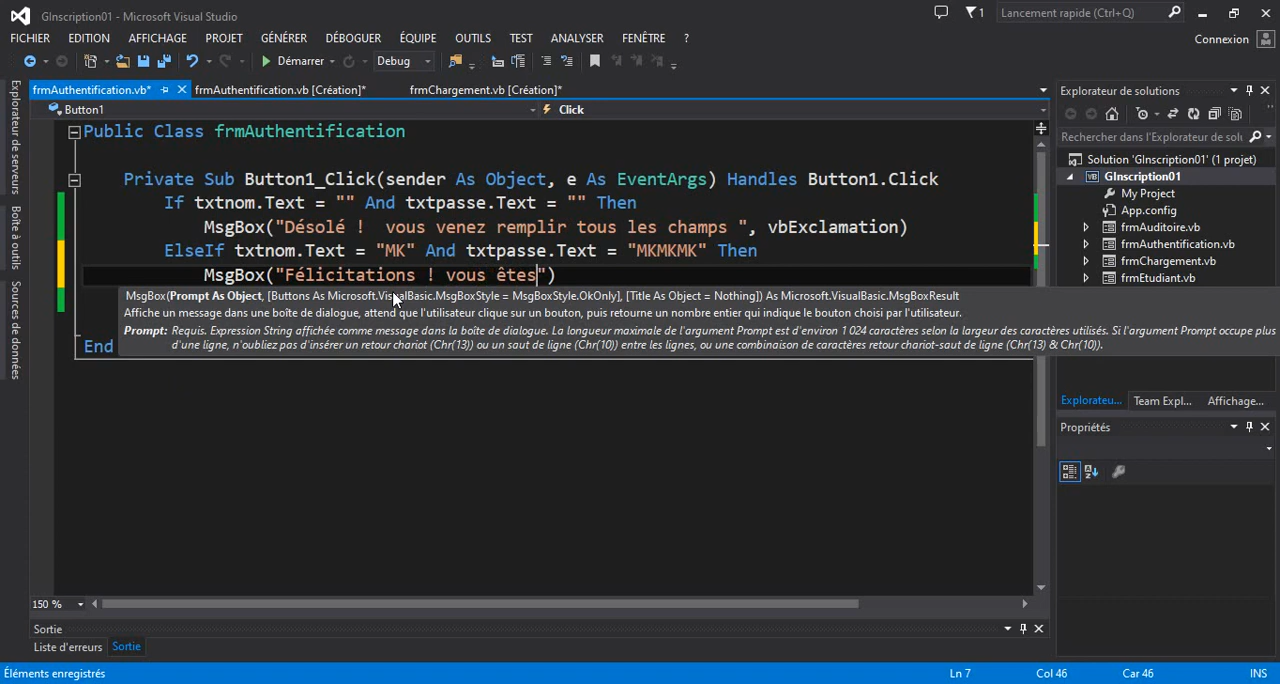 GInscription01 - Microsoft Visual Studio
1
Lancement rapide (Ctrl+Q)
FICHIER EDITION AFFICHAGE PROJET GÉNÉRER DÉBOGUER ÉQUIPE OUTILS TEST ANALYSER FENÊTRE ?
Connexion
Démarrer
Debug
frmAuthentification.vb*
frmAuthentification.vb [Création]*
frmChargement.vb [Création]*
Button1
Click
Explorateur de serveurs
Boîte à outils
Sources de données
Public Class frmAuthentification
Private Sub Button1_Click(sender As Object, e As EventArgs) Handles Button1.Click
If txtnom.Text = "" And txtpasse.Text = "" Then
MsgBox("Désolé ! vous venez remplir tous les champs ", vbExclamation)
ElseIf txtnom.Text = "MK" And txtpasse.Text = "MKMKMK" Then
MsgBox("Félicitations ! vous êtes")
MsgBox(Prompt As Object, [Buttons As Microsoft.VisualBasic.MsgBoxStyle = MsgBoxStyle.OkOnly], [Title As Object = Nothing]) As Microsoft.VisualBasic.MsgBoxResult
Affiche un message dans une boîte de dialogue, attend que l'utilisateur clique sur un bouton, puis retourne un nombre entier qui indique le bouton choisi par l'utilisateur.
Prompt: Requis. Expression String affichée comme message dans la boîte de dialogue. La longueur maximale de l'argument Prompt est d'environ 1 024 caractères selon la largeur des caractères utilisés. Si l'argument Prompt occupe plus
d'une ligne, n'oubliez pas d'insérer un retour chariot (Chr(13)) ou un saut de ligne (Chr(10)) entre les lignes, ou une combinaison de caractères retour chariot-saut de ligne (Chr(13) & Chr(10)).
End
150 %
Sortie
Liste d'erreurs
Sortie
Explorateur de solutions
Rechercher dans l'Explorateur de solu
Solution 'GInscription01' (1 projet)
GInscription01
My Project
App.config
frmAuditoire.vb
frmAuthentification.vb
frmChargement.vb
frmEtudiant.vb
Explorateu...
Team Expl...
Affichage...
Propriétés
Éléments enregistrés
Ln 7
Col 46
Car 46
INS